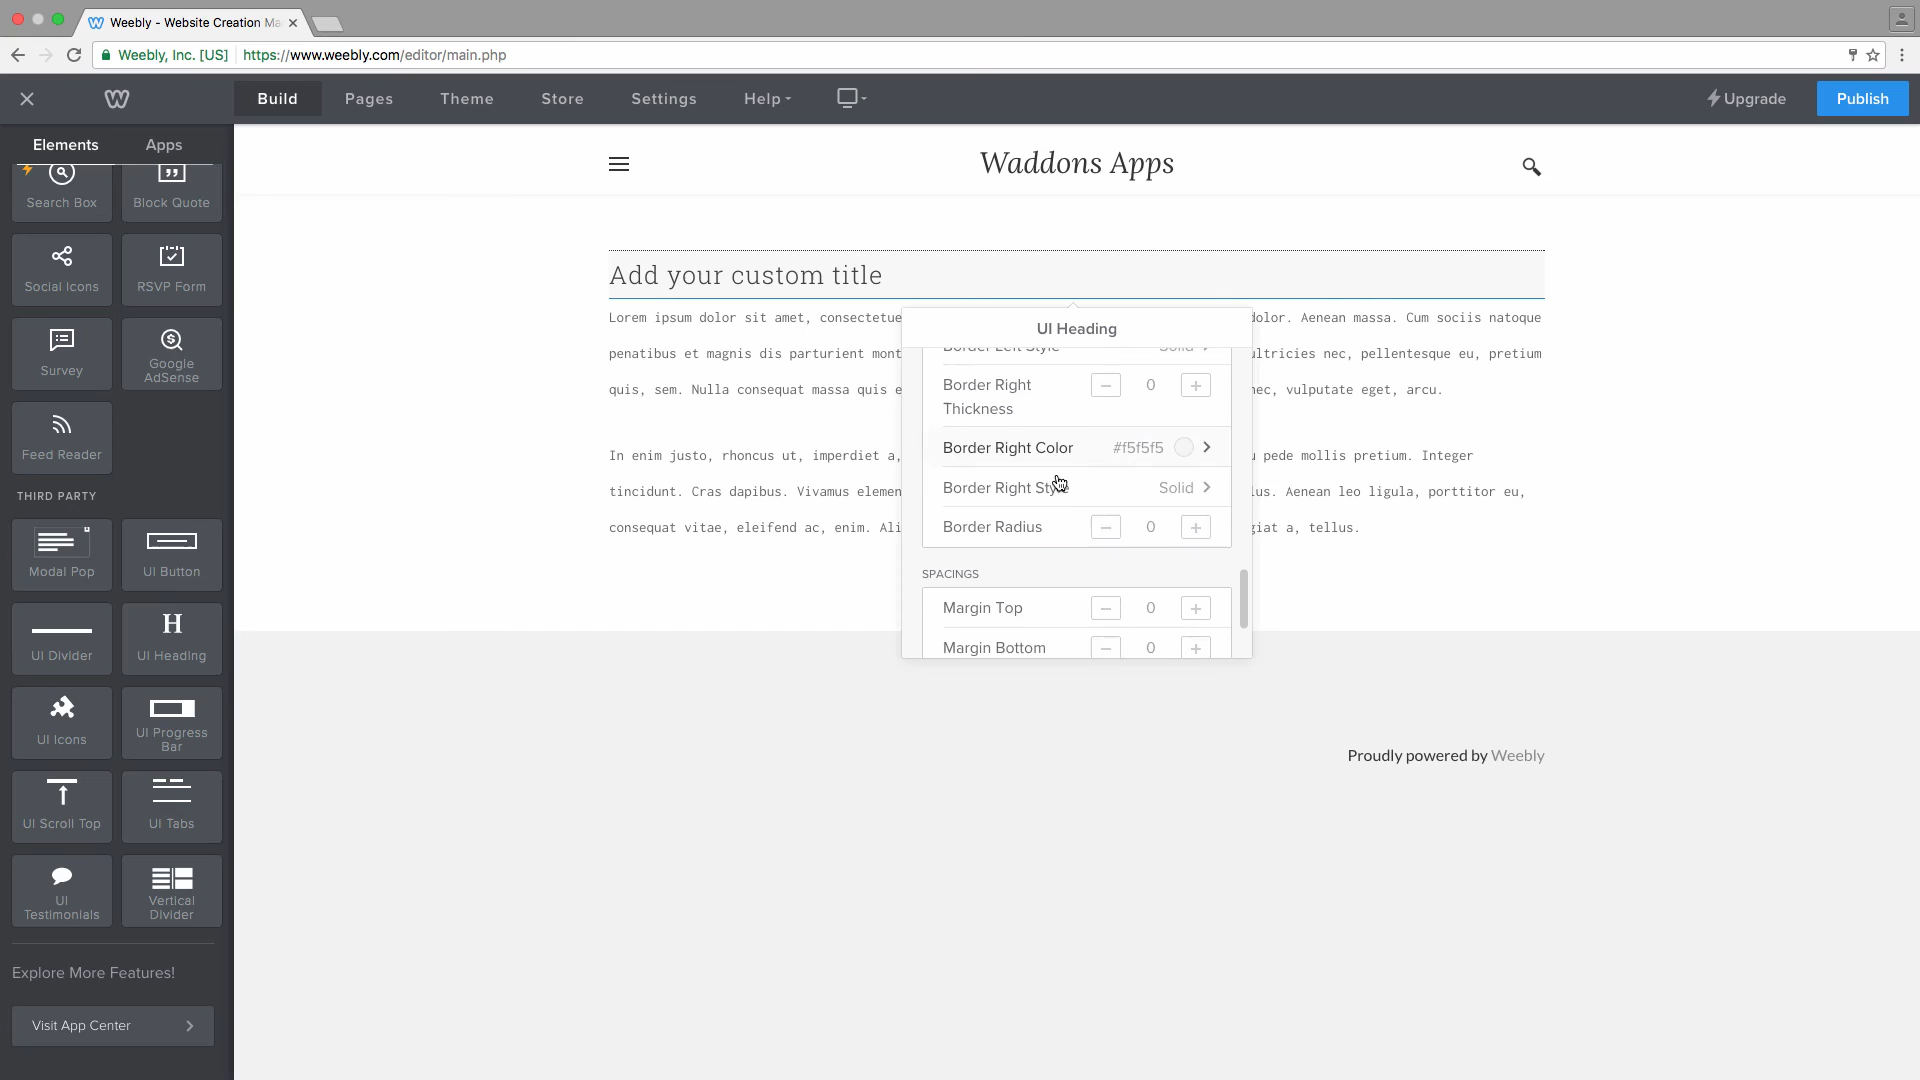 Weebly - Website Creation Ma
Weebly, Inc. [US] https://www.weebly.com/editor/main.php
Build Pages Theme Store Settings Help Upgrade Publish
Elements Apps
Search Box Block Quote
Social Icons RSVP Form
Survey Google AdSense
Feed Reader
THIRD PARTY
Modal Pop UI Button
UI Divider UI Heading
UI Icons UI Progress Bar
UI Scroll Top UI Tabs
UI Testimonials Vertical Divider
Explore More Features!
Visit App Center
Waddons Apps
Add your custom title
Lorem ipsum dolor sit amet, consectetue dolor. Aenean massa. Cum sociis natoque
penatibus et magnis dis parturient mont ultricies nec, pellentesque eu, pretium
quis, sem. Nulla consequat massa quis e nec, vulputate eget, arcu.
In enim justo, rhoncus ut, imperdiet a, u pede mollis pretium. Integer
tincidunt. Cras dapibus. Vivamus elemen lus. Aenean leo ligula, porttitor eu,
consequat vitae, eleifend ac, enim. Ali giat a, tellus.
UI Heading
Border Left Style Solid
Border Right Thickness 0
Border Right Color #f5f5f5
Border Right Style Solid
Border Radius 0
SPACINGS
Margin Top 0
Margin Bottom 0
Proudly powered by Weebly